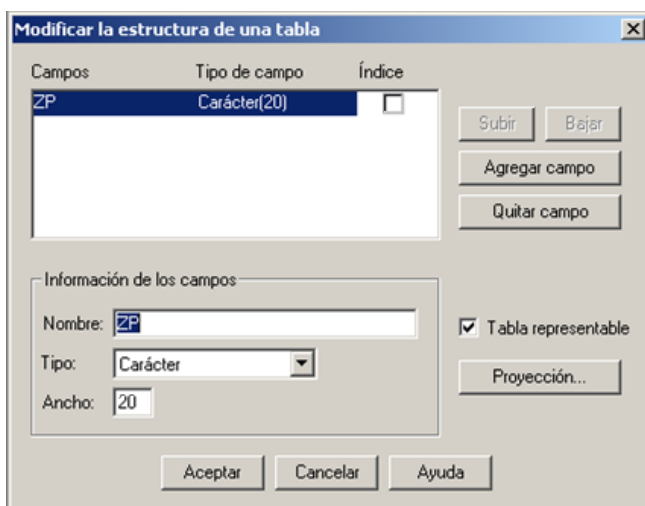 Modificar la estructura de una tabla
Campos Tipo de campo Índice
ZP Carácter(20)
Subir Bajar
Agregar campo
Quitar campo
Información de los campos
Nombre: ZP
Tipo: Carácter
Ancho: 20
Tabla representable
Proyección...
Aceptar Cancelar Ayuda